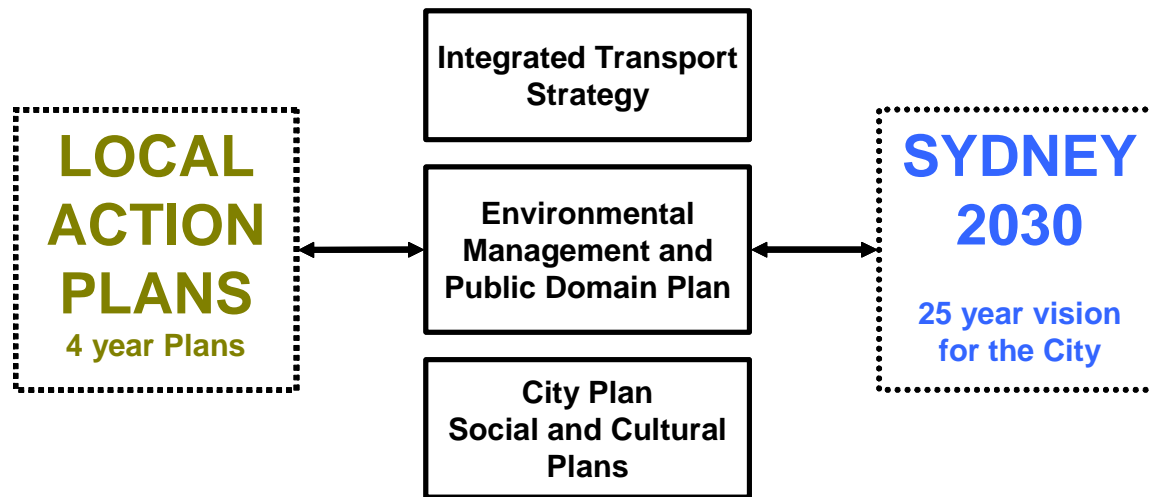 Integrated Transport
Strategy
LOCAL
ACTION
PLANS
4 year Plans
Environmental
Management and
Public Domain Plan
SYDNEY
2030
25 year vision
for the City
City Plan
Social and Cultural
Plans